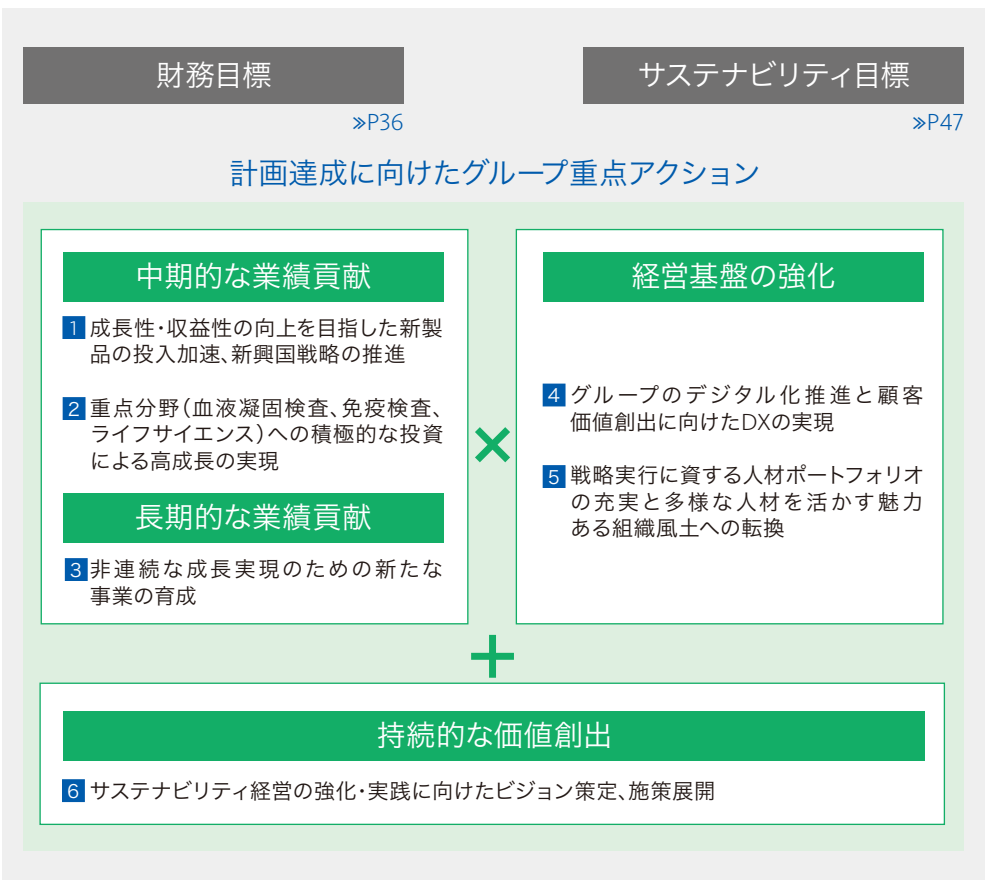 財務目標
サステナビリティ目標
≫P36
≫P47
計画達成に向けたグループ重点アクション
中期的な業績貢献
1 成長性・収益性の向上を目指した新製
品の投入加速、新興国戦略の推進
2 重点分野（血液凝固検査、免疫検査、
ライフサイエンス）への積極的な投資
による高成長の実現
長期的な業績貢献
3 非連続な成長実現のための新たな
事業の育成
×
経営基盤の強化
4 グループのデジタル化推進と顧客
価値創出に向けたDXの実現
5 戦略実行に資する人材ポートフォリオ
の充実と多様な人材を活かす魅力
ある組織風土への転換
+
持続的な価値創出
6 サステナビリティ経営の強化・実践に向けたビジョン策定、施策展開